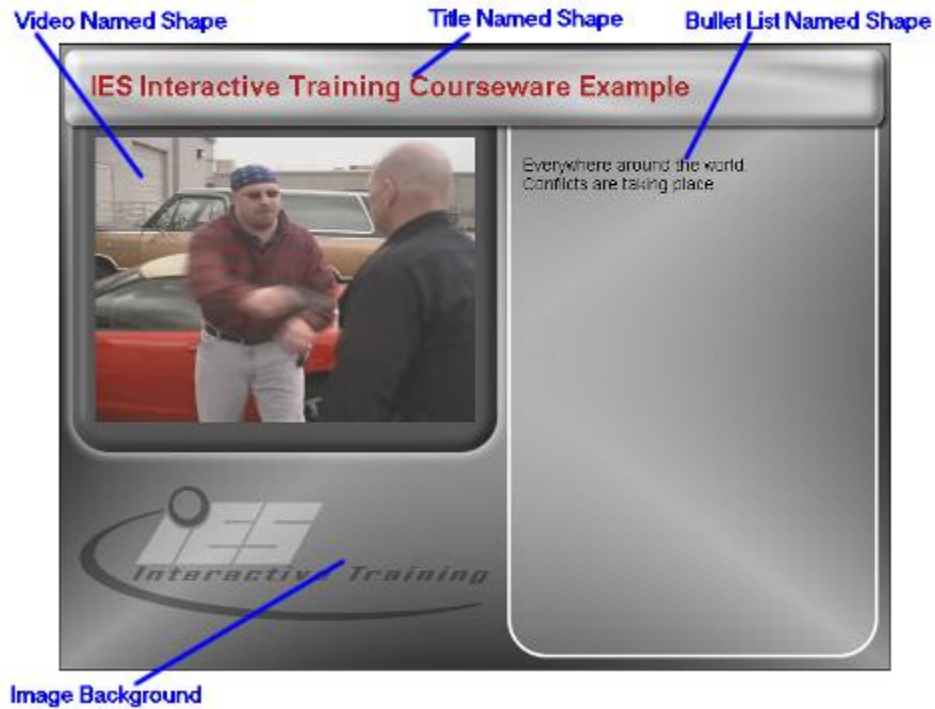 Video Named Shape
Title Named Shape
Bullet List Named Shape
IES Interactive Training Courseware Example
Everywhere around the world.
Conflicts are taking place
iES
Interactive Training
Image Background